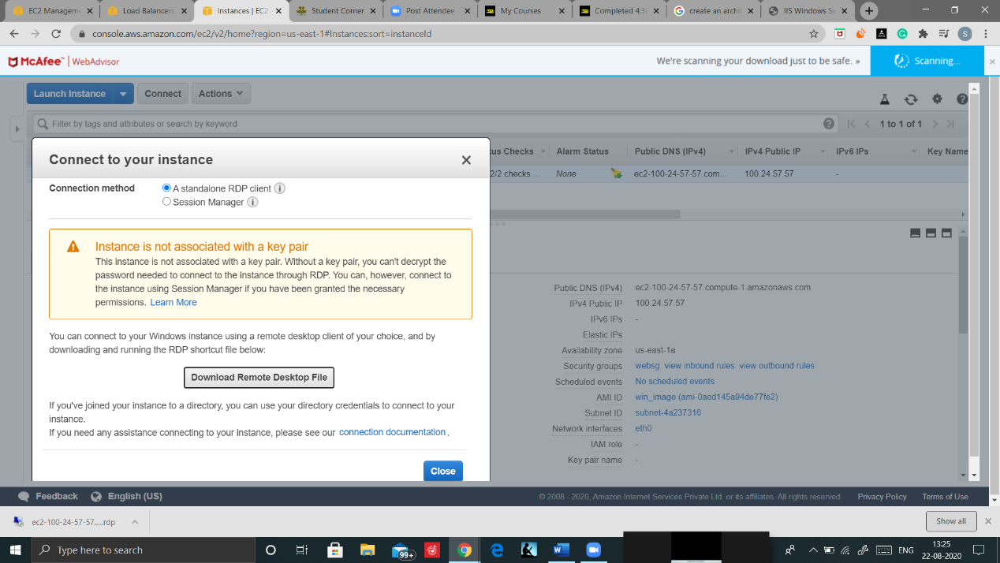 EC2 Manageme
Load Balancers
Instances | EC2
Student Corner
Post Attendee
My Courses
Completed 4:30
create an archi
IIS Windows Se
console.aws.amazon.com/ec2/v2/home?region=us-east-1#Instances:sort=instanceId
S
McAfee™ | WebAdvisor
We're scanning your download just to be safe. »
Scanning...
Launch Instance
Connect
Actions
Filter by tags and attributes or search by keyword
1 to 1 of 1
tus Checks
Alarm Status
Public DNS (IPv4)
IPv4 Public IP
IPv6 IPs
Key Name
2/2 checks ...
None
ec2-100-24-57-57.com...
100.24.57.57
-
Connect to your instance
Connection method
A standalone RDP client
Session Manager
Instance is not associated with a key pair
This instance is not associated with a key pair. Without a key pair, you can't decrypt the
password needed to connect to the instance through RDP. You can, however, connect to
the instance using Session Manager if you have been granted the necessary
permissions. Learn More
You can connect to your Windows instance using a remote desktop client of your choice, and by
downloading and running the RDP shortcut file below:
Download Remote Desktop File
If you've joined your instance to a directory, you can use your directory credentials to connect to your
instance.
If you need any assistance connecting to your instance, please see our connection documentation.
Close
Public DNS (IPv4) ec2-100-24-57-57.compute-1.amazonaws.com
IPv4 Public IP 100.24.57.57
IPv6 IPs -
Elastic IPs
Availability zone us-east-1a
Security groups websg. view inbound rules. view outbound rules
Scheduled events No scheduled events
AMI ID win_image (ami-0aed145a94de77fe2)
Subnet ID subnet-4a237316
Network interfaces eth0
IAM role -
Key pair name -
Feedback
English (US)
© 2008 - 2020, Amazon Internet Services Private Ltd. or its affiliates. All rights reserved.
Privacy Policy
Terms of Use
ec2-100-24-57-57.....rdp
Show all
Type here to search
99+
ENG
13:25
22-08-2020